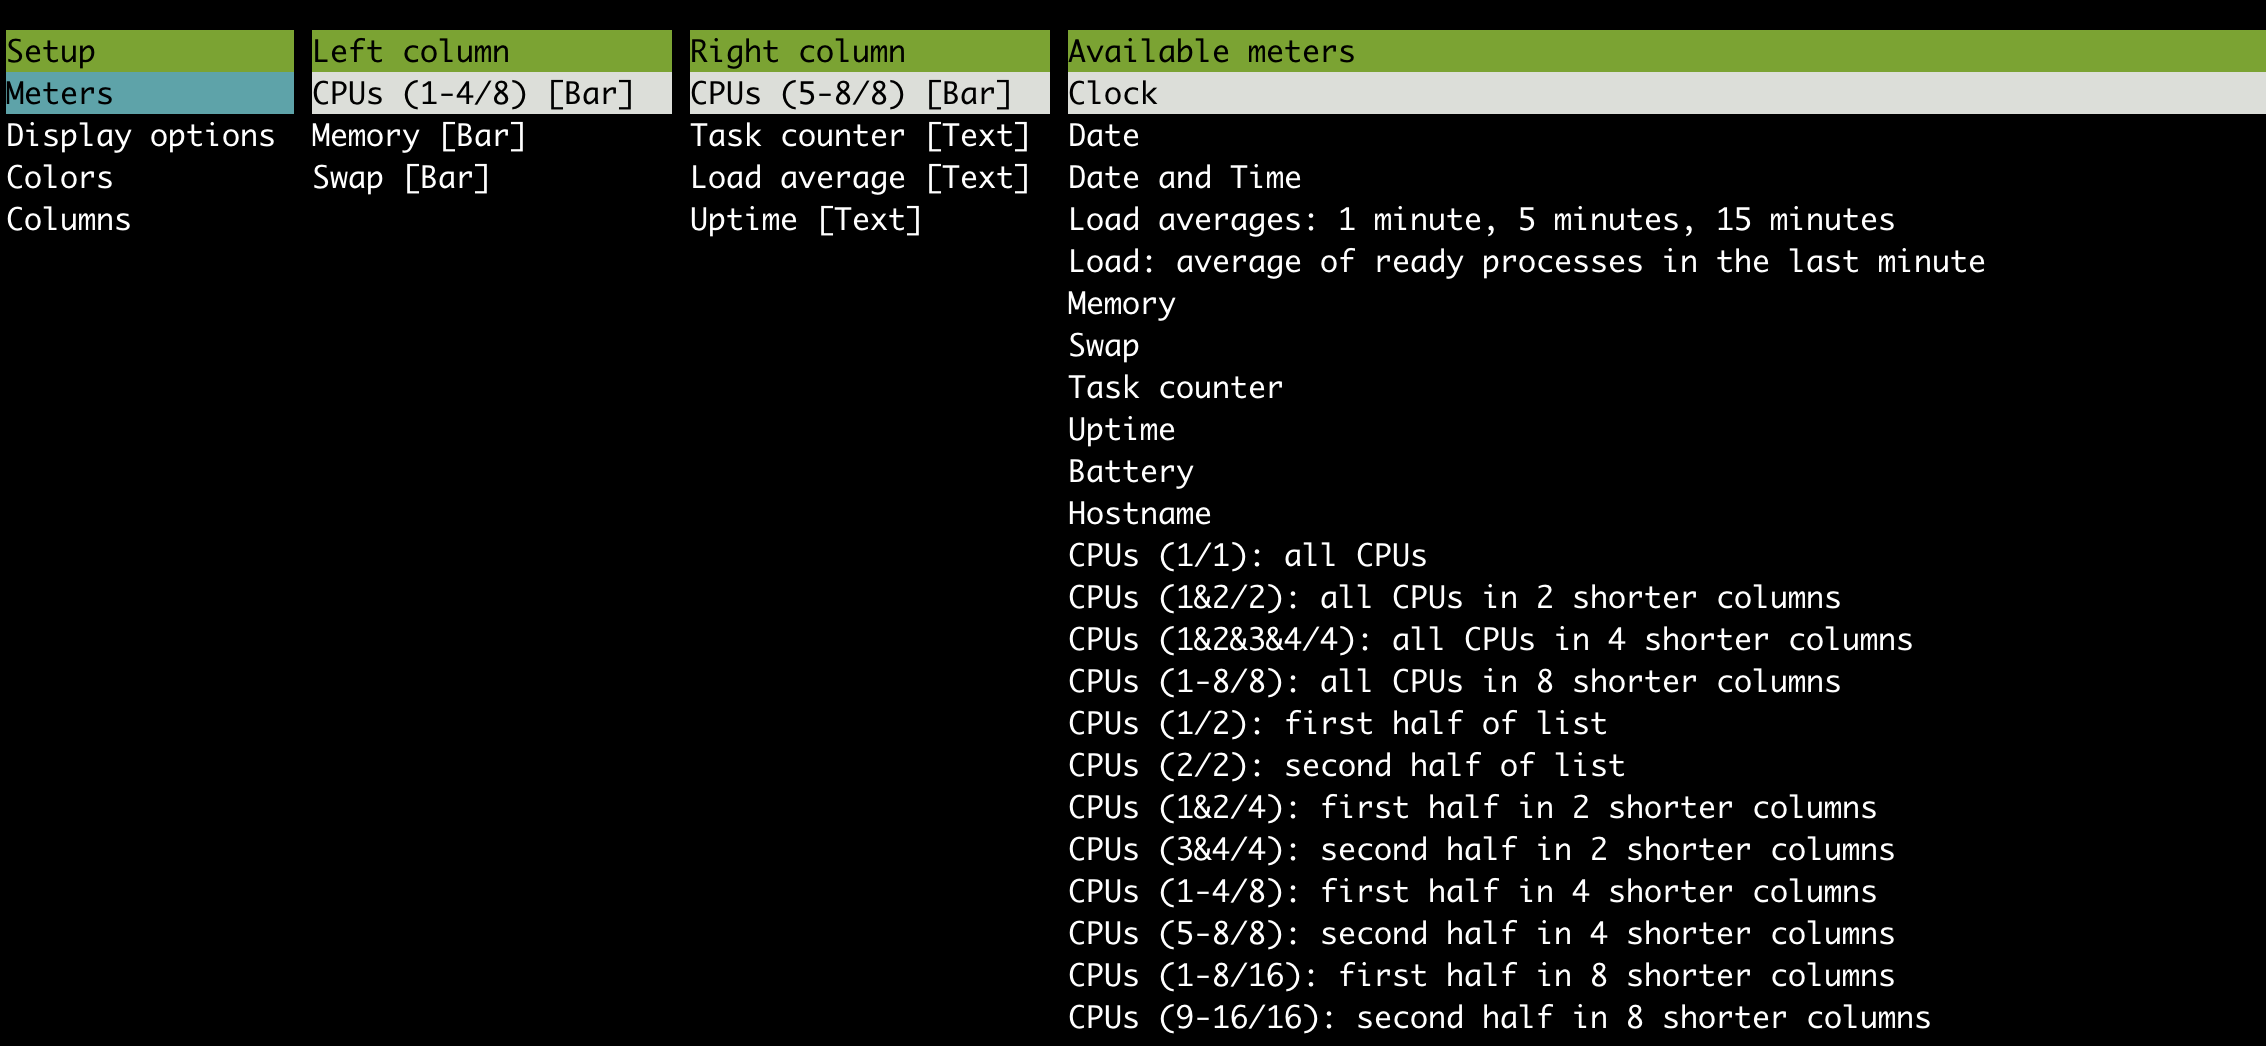 Setup Left column Right column Available meters
Meters CPUs (1-4/8) [Bar] CPUs (5-8/8) [Bar] Clock
Display options Memory [Bar] Task counter [Text] Date
Colors Swap [Bar] Load average [Text] Date and Time
Columns Uptime [Text] Load averages: 1 minute, 5 minutes, 15 minutes
Load: average of ready processes in the last minute
Memory
Swap
Task counter
Uptime
Battery
Hostname
CPUs (1/1): all CPUs
CPUs (1&2/2): all CPUs in 2 shorter columns
CPUs (1&2&3&4/4): all CPUs in 4 shorter columns
CPUs (1-8/8): all CPUs in 8 shorter columns
CPUs (1/2): first half of list
CPUs (2/2): second half of list
CPUs (1&2/4): first half in 2 shorter columns
CPUs (3&4/4): second half in 2 shorter columns
CPUs (1-4/8): first half in 4 shorter columns
CPUs (5-8/8): second half in 4 shorter columns
CPUs (1-8/16): first half in 8 shorter columns
CPUs (9-16/16): second half in 8 shorter columns